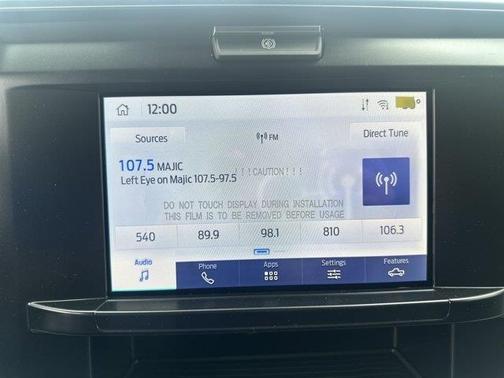 12:00
Sources
FM
Direct Tune
107.5 MAJIC
! ! ! CAUTION ! ! !
Left Eye on Majic 107.5-97.5
DO NOT TOUCH DISPLAY DURING INSTALLATION
THIS FILM IS TO BE REMOVED BEFORE USAGE
540 89.9 98.1 810 106.3
Audio Phone Apps Settings Features